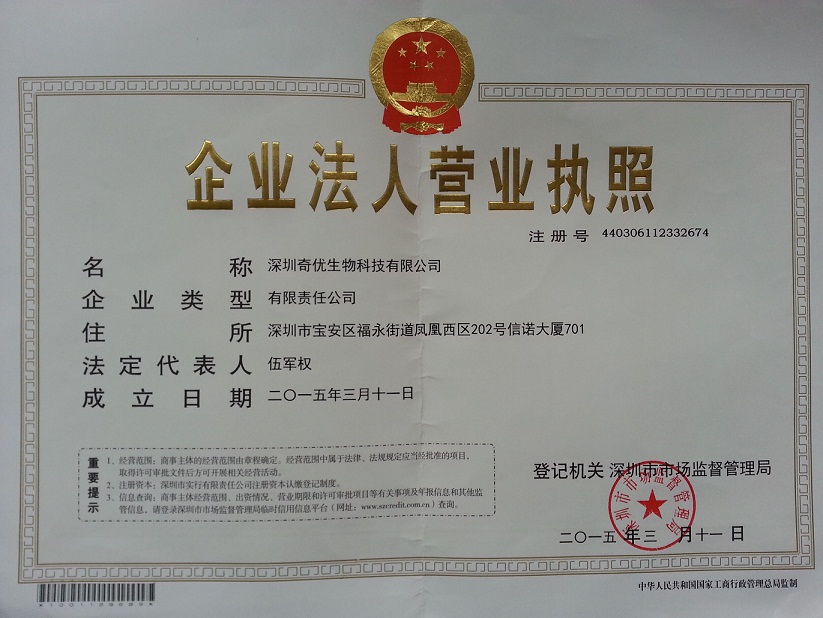 企业法人营业执照
注册号 440306112332674
名称 深圳奇优生物科技有限公司
企业类型 有限责任公司
住所 深圳市宝安区福永街道凤凰西区202号信诺大厦701
法定代表人 伍军权
成立日期 二〇一五年三月十一日
重要提示
1、经营范围：商事主体的经营范围由章程确定。经营范围中属于法律、法规规定应当经批准的项目，
取得许可审批文件后方可开展相关经营活动。
2、注册资本：深圳市实行有限责任公司注册资本认缴登记制度。
3、信息查询：商事主体经营范围、出资情况、营业期限和许可审批项目等有关事项及年报信息和其他监
管信息，请登录深圳市市场监督管理局临时信用信息平台（网址：www.szcredit.com.cn）查询。
登记机关 深圳市市场监督管理局
二〇一五 年三 月十一 日
中华人民共和国国家工商行政管理总局监制